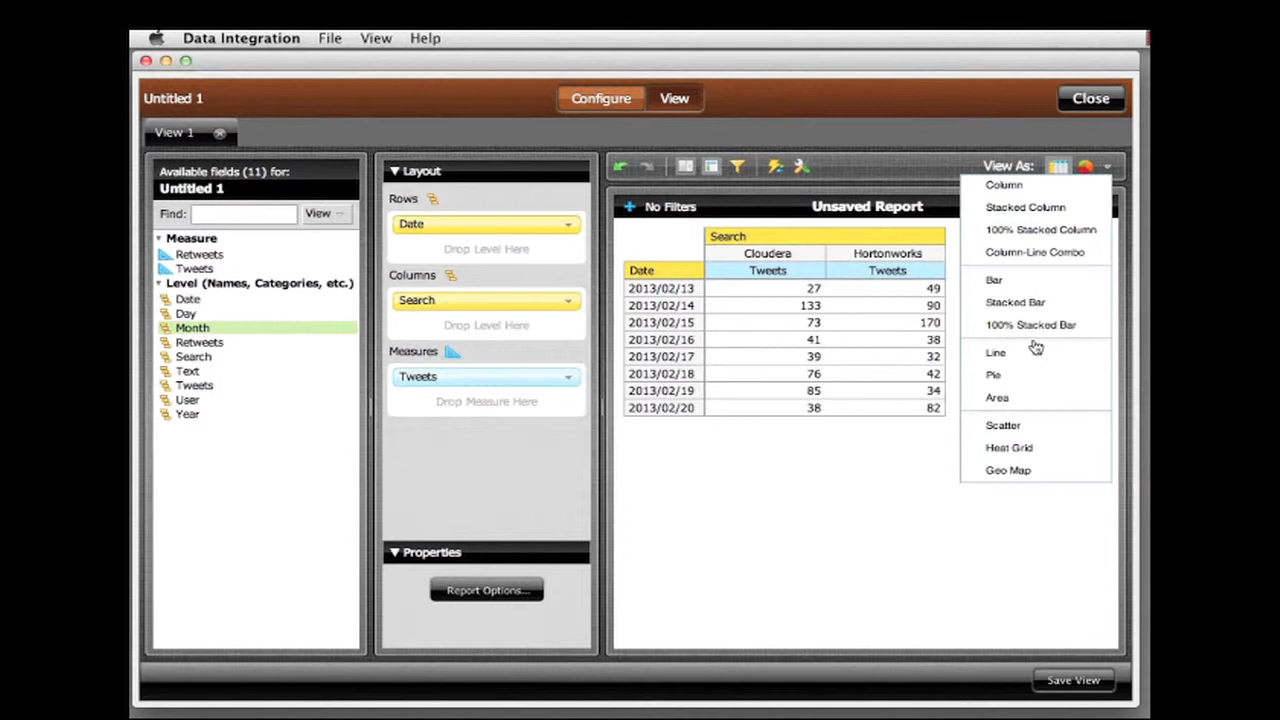 Data Integration File View Help
Untitled 1
Configure View
Close
View 1
Available fields (11) for:
Untitled 1
Find:
View
Measure
Retweets
Tweets
Level (Names, Categories, etc.)
Date
Day
Month
Retweets
Search
Text
Tweets
User
Year
Layout
Rows
Date
Drop Level Here
Columns
Search
Drop Level Here
Measures
Tweets
Drop Measure Here
Properties
Report Options...
View As:
No Filters
Unsaved Report
Search
Cloudera Hortonworks
Date Tweets Tweets
2013/02/13 27 49
2013/02/14 133 90
2013/02/15 73 170
2013/02/16 41 38
2013/02/17 39 32
2013/02/18 76 42
2013/02/19 85 34
2013/02/20 38 82
Column
Stacked Column
100% Stacked Column
Column-Line Combo
Bar
Stacked Bar
100% Stacked Bar
Line
Pie
Area
Scatter
Heat Grid
Geo Map
Save View